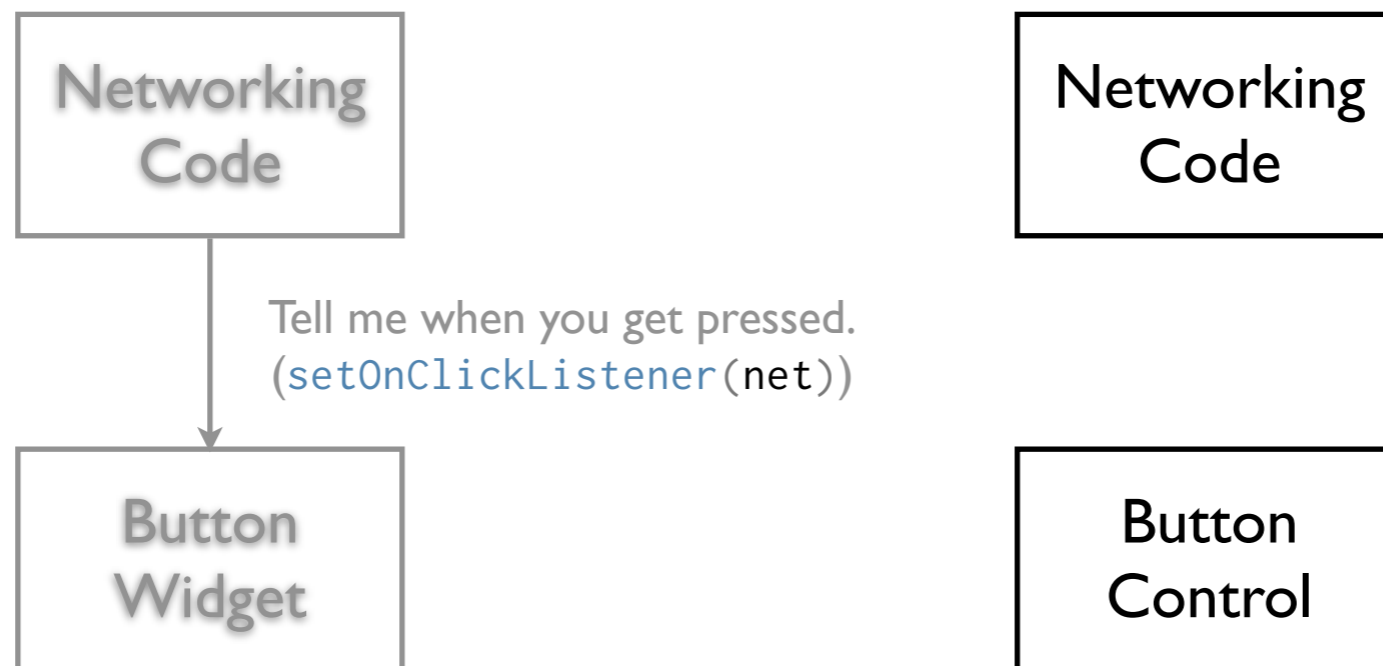 Networking
Code
Tell me when you get pressed.
(setOnClickListener(net))
Button
Widget
Networking
Code
Button
Control